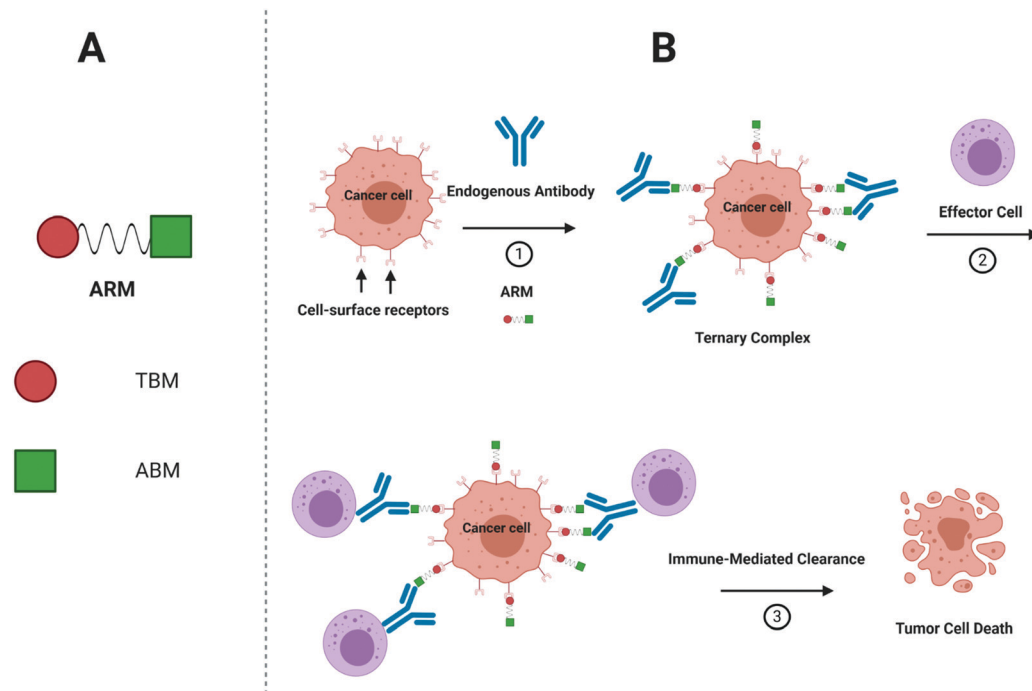 A
ARM
TBM
ABM
B
Cancer cell
Cell-surface receptors
Endogenous Antibody
1
ARM
Cancer cell
Ternary Complex
Effector Cell
2
Cancer cell
Immune-Mediated Clearance
3
Tumor Cell Death